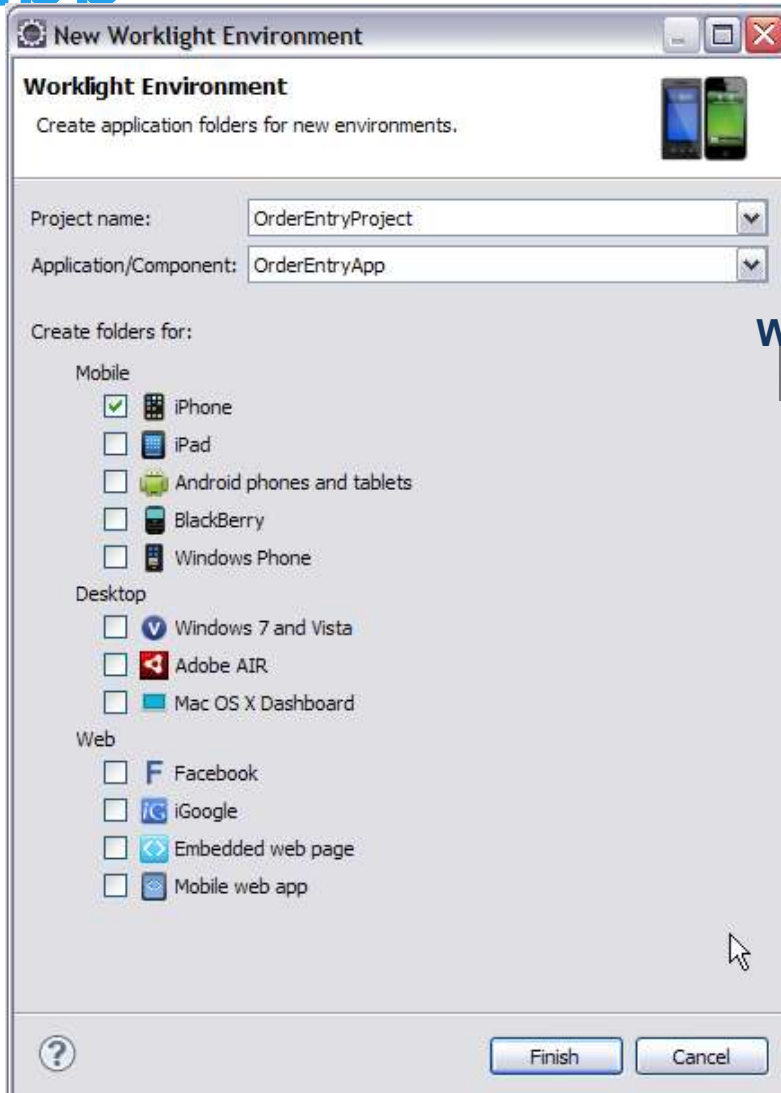 New Worklight Environment
Worklight Environment
Create application folders for new environments.
Project name: OrderEntryProject
Application/Component: OrderEntryApp
Create folders for:
Mobile
iPhone
iPad
Android phones and tablets
BlackBerry
Windows Phone
Desktop
Windows 7 and Vista
Adobe AIR
Mac OS X Dashboard
Web
Facebook
iGoogle
Embedded web page
Mobile web app
Finish Cancel